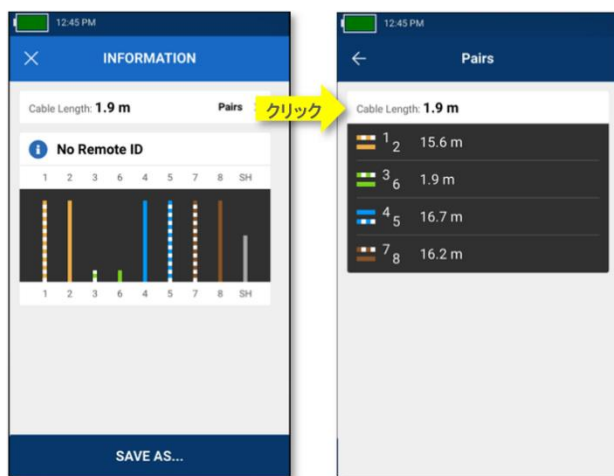 12:45 PM
INFORMATION
Cable Length: 1.9 m Pairs
No Remote ID
1 2 3 6 4 5 7 8 SH
1 2 3 6 4 5 7 8 SH
SAVE AS...
クリック
12:45 PM
Pairs
Cable Length: 1.9 m
1 2 15.6 m
3 6 1.9 m
4 5 16.7 m
7 8 16.2 m